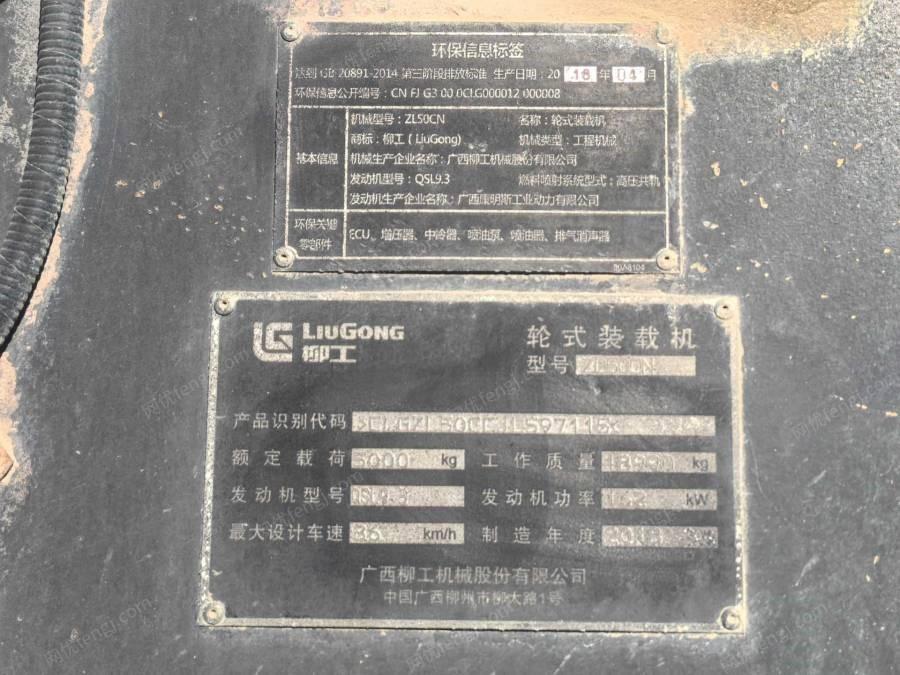 环保信息标签
达到 GB 20891-2014 第三阶段排放标准 生产日期：20 18 年 04 月
环保信息公开编号：CN FJ G3 00 0CLG000012 000008
基本信息
机械型号：ZL50CN 名称：轮式装载机
商标：柳工 ( LiuGong) 机械类型：工程机械
机械生产企业名称：广西柳工机械股份有限公司
发动机型号：QSL9.3 燃料喷射系统型式：高压共轨
发动机生产企业名称：广西康明斯工业动力有限公司
环保关键
零部件
ECU、增压器、中冷器、喷油泵、喷油器、排气消声器
LIUGONG
柳工
轮式装载机
型号 ZL50CN
产品识别代码
额定载荷 5000 kg 工作质量 kg
发动机型号 QSL9.3 发动机功率 162 kW
最大设计车速 36 km/h 制造年度
广西柳工机械股份有限公司
中国广西柳州市柳太路1号